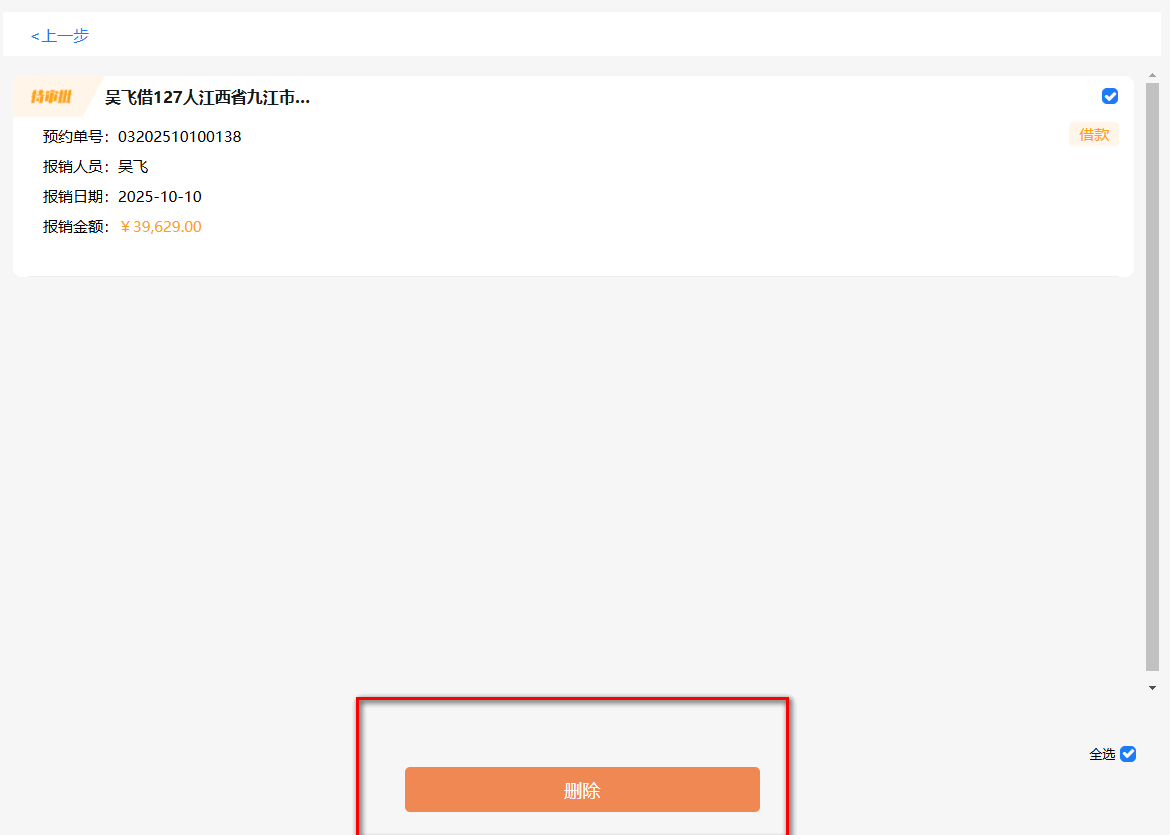 <上一步
待审批
吴飞借127人江西省九江市...
预约单号：03202510100138
借款
报销人员：吴飞
报销日期：2025-10-10
报销金额：￥39,629.00
全选
删除